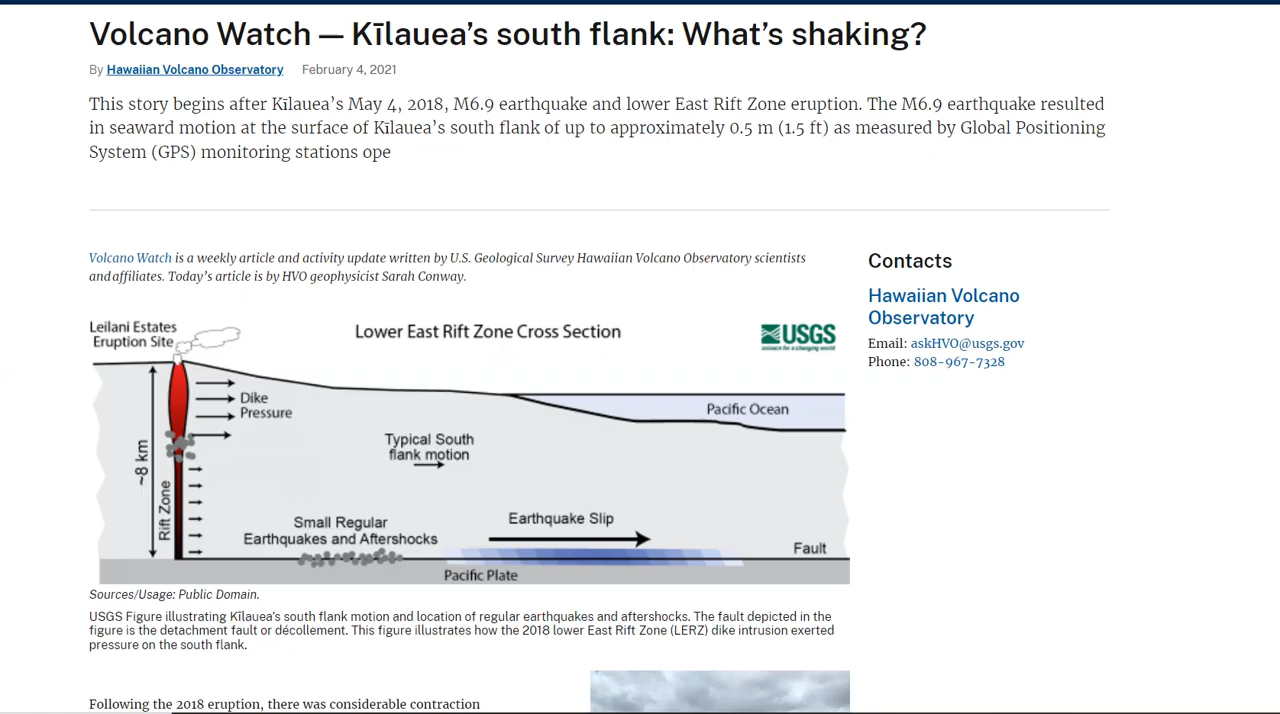 Volcano Watch — Kīlauea’s south flank: What’s shaking?
By Hawaiian Volcano Observatory February 4, 2021
This story begins after Kīlauea’s May 4, 2018, M6.9 earthquake and lower East Rift Zone eruption. The M6.9 earthquake resulted
in seaward motion at the surface of Kīlauea’s south flank of up to approximately 0.5 m (1.5 ft) as measured by Global Positioning
System (GPS) monitoring stations ope
Volcano Watch is a weekly article and activity update written by U.S. Geological Survey Hawaiian Volcano Observatory scientists
and affiliates. Today’s article is by HVO geophysicist Sarah Conway.
Contacts
Hawaiian Volcano
Observatory
Email: askHVO@usgs.gov
Phone: 808-967-7328
Leilani Estates
Eruption Site
Lower East Rift Zone Cross Section
USGS
science for a changing world
Dike
Pressure
Pacific Ocean
Typical South
flank motion
~8 km
Rift Zone
Small Regular
Earthquakes and Aftershocks
Earthquake Slip
Fault
Pacific Plate
Sources/Usage: Public Domain.
USGS Figure illustrating Kīlauea’s south flank motion and location of regular earthquakes and aftershocks. The fault depicted in the
figure is the detachment fault or décollement. This figure illustrates how the 2018 lower East Rift Zone (LERZ) dike intrusion exerted
pressure on the south flank.
Following the 2018 eruption, there was considerable contraction